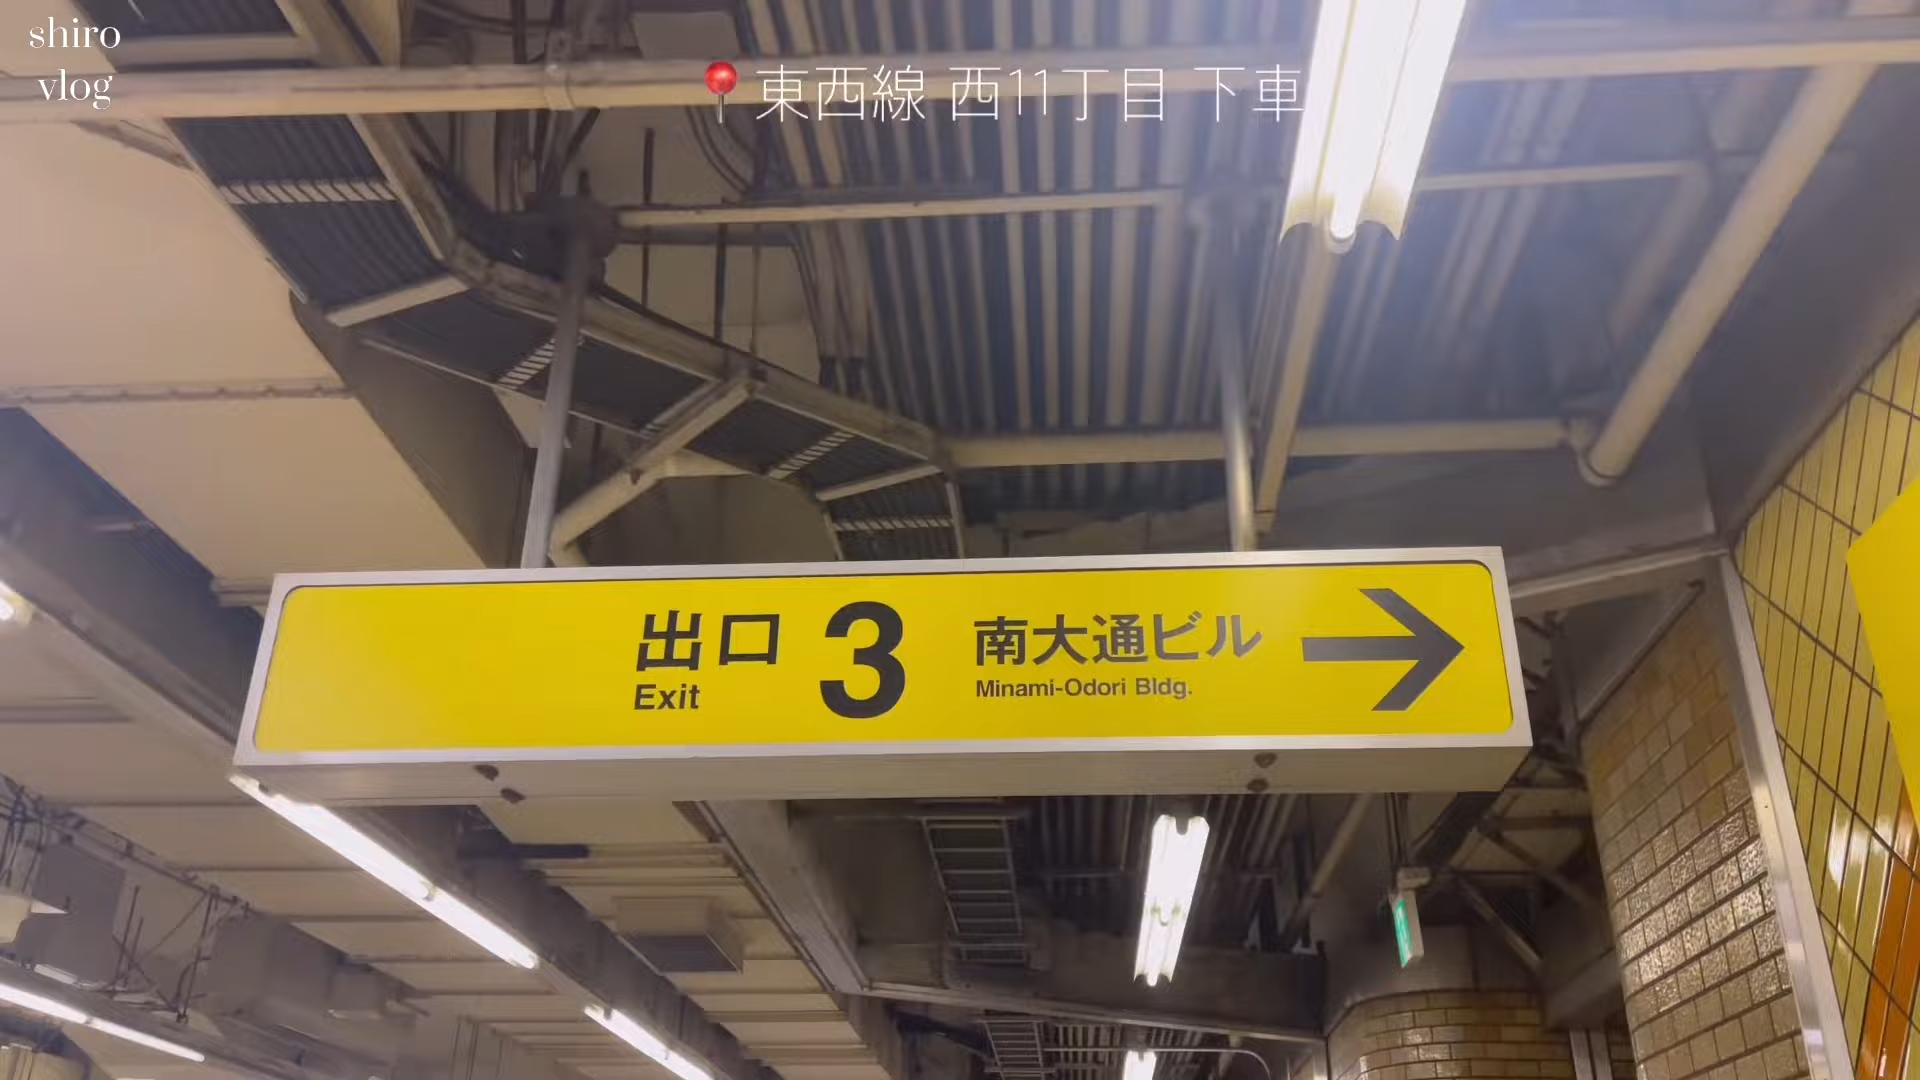 shiro
vlog
📍東西線 西11丁目 下車
出口 3 南大通ビル →
Exit Minami-Odori Bldg.